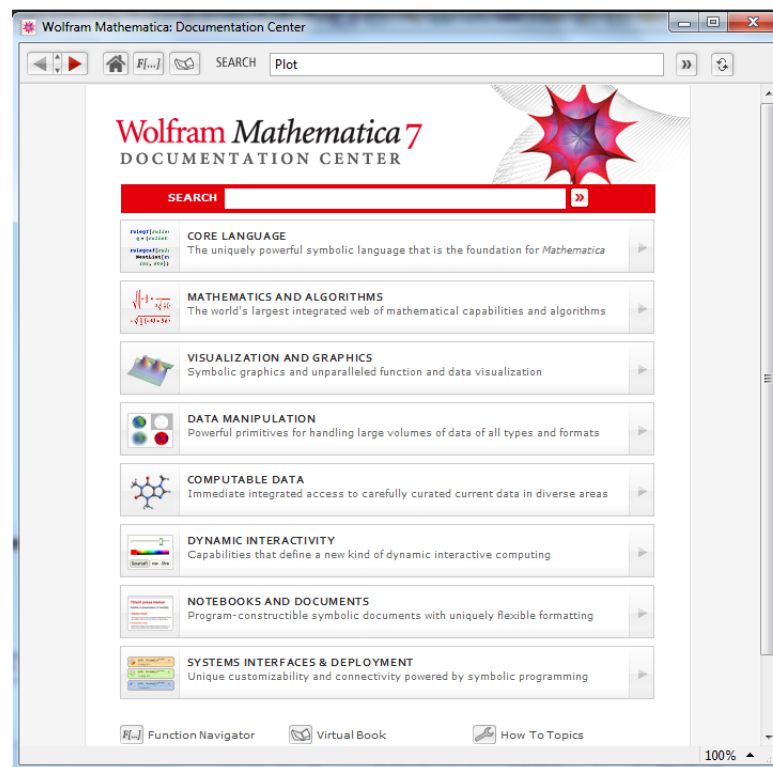 Wolfram Mathematica: Documentation Center
F[...] SEARCH Plot »
Wolfram Mathematica 7
DOCUMENTATION CENTER
SEARCH »
CORE LANGUAGE
The uniquely powerful symbolic language that is the foundation for Mathematica
MATHEMATICS AND ALGORITHMS
The world's largest integrated web of mathematical capabilities and algorithms
VISUALIZATION AND GRAPHICS
Symbolic graphics and unparalleled function and data visualization
DATA MANIPULATION
Powerful primitives for handling large volumes of data of all types and formats
COMPUTABLE DATA
Immediate integrated access to carefully curated current data in diverse areas
DYNAMIC INTERACTIVITY
Capabilities that define a new kind of dynamic interactive computing
NOTEBOOKS AND DOCUMENTS
Program-constructible symbolic documents with uniquely flexible formatting
SYSTEMS INTERFACES & DEPLOYMENT
Unique customizability and connectivity powered by symbolic programming
F[...] Function Navigator Virtual Book How To Topics
100%